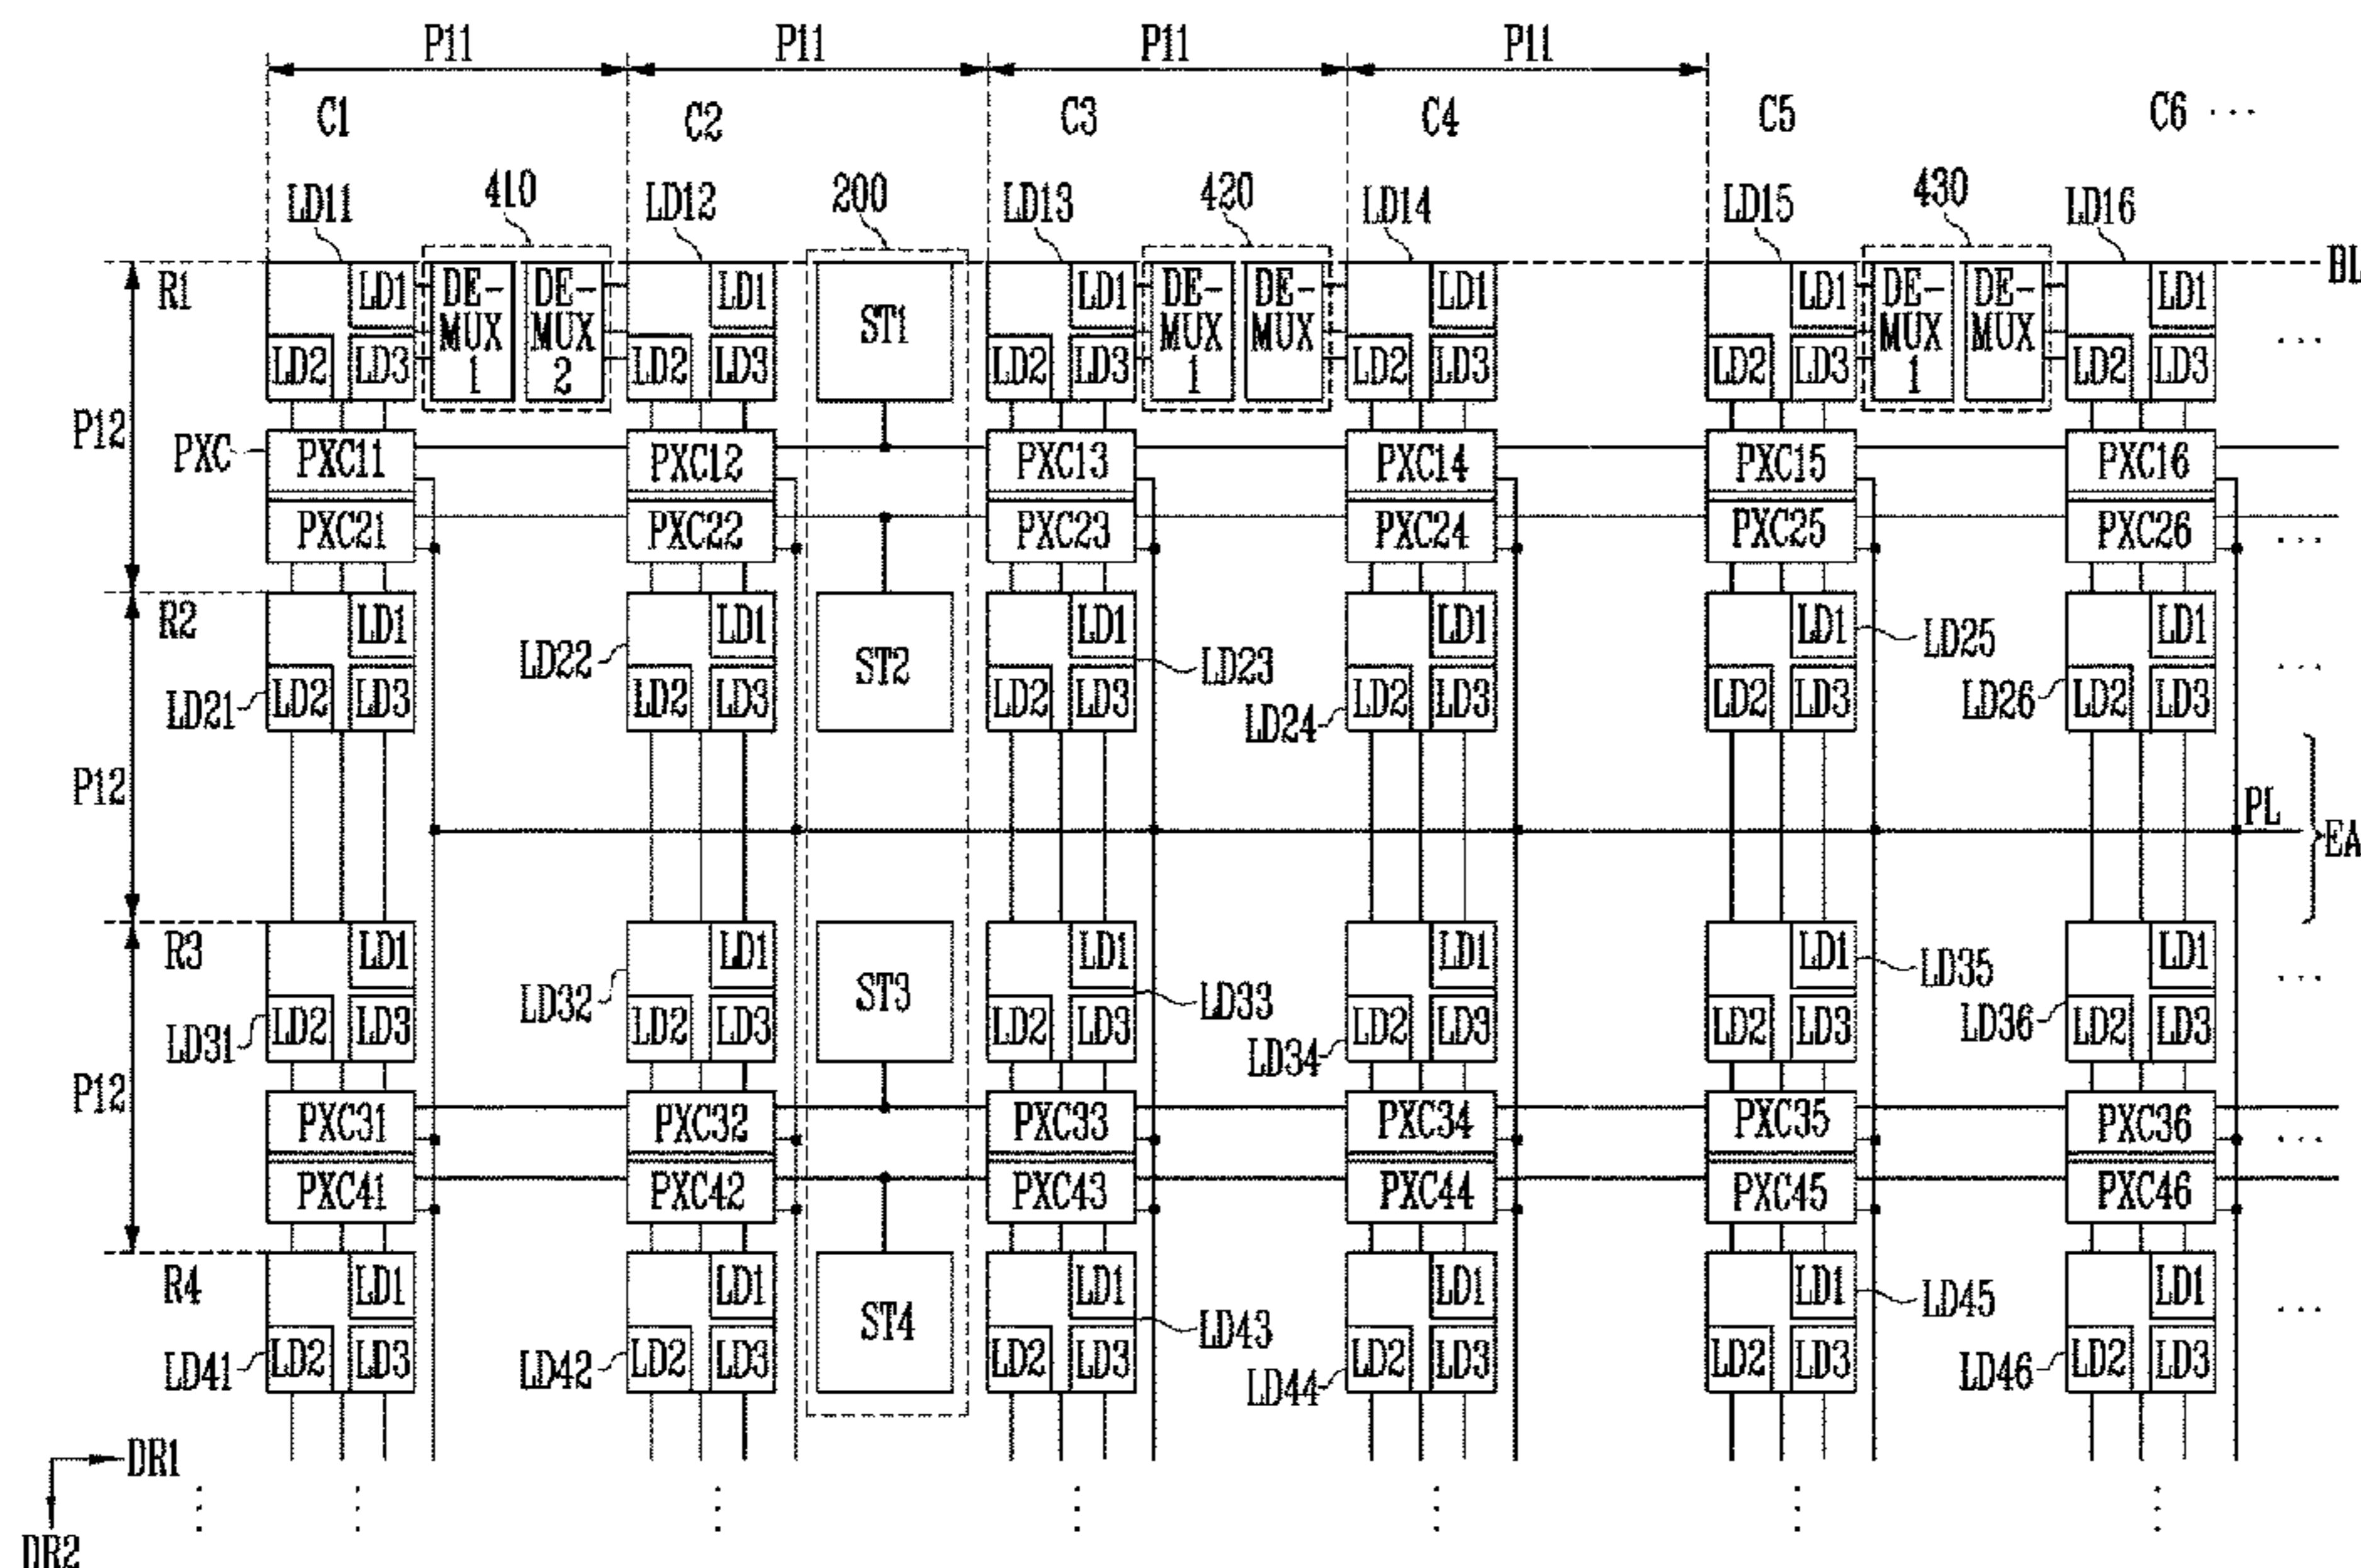 P11 P11 P11 P11
C1 C2 C3 C4 C5 C6 ...
LD11 410 LD12 200 LD13 420 LD14 LD15 430 LD16
R1 LD1 DE- DE- LD1 ST1 LD1 DE- DE- LD1 LD1 DE- DE- LD1 BL
MUX MUX MUX MUX MUX MUX
LD2 LD3 1 2 LD2 LD3 LD2 LD3 1 LD2 LD3 LD2 LD3 1 LD2 LD3 ...
P12
PXC PXC11 PXC12 PXC13 PXC14 PXC15 PXC16
PXC21 PXC22 PXC23 PXC24 PXC25 PXC26 ...
R2 LD1 LD1 LD1 LD1 LD1 LD1
LD22 ST2 LD23 LD25 ...
LD21 LD2 LD3 LD2 LD3 LD2 LD3 LD24 LD2 LD3 LD2 LD3 LD26 LD2 LD3
P12
PL
EA
R3 LD1 LD1 LD1 LD1 LD1 LD1
LD32 ST3 LD33 LD35 ...
LD31 LD2 LD3 LD2 LD3 LD2 LD3 LD34 LD2 LD3 LD2 LD3 LD36 LD2 LD3
P12
PXC31 PXC32 PXC33 PXC34 PXC35 PXC36 ...
PXC41 PXC42 PXC43 PXC44 PXC45 PXC46
R4 LD1 LD1 LD1 LD1 LD1 LD1
ST4 LD43 LD45 ...
LD41 LD2 LD3 LD42 LD2 LD3 LD2 LD3 LD44 LD2 LD3 LD2 LD3 LD46 LD2 LD3
DR1
DR2